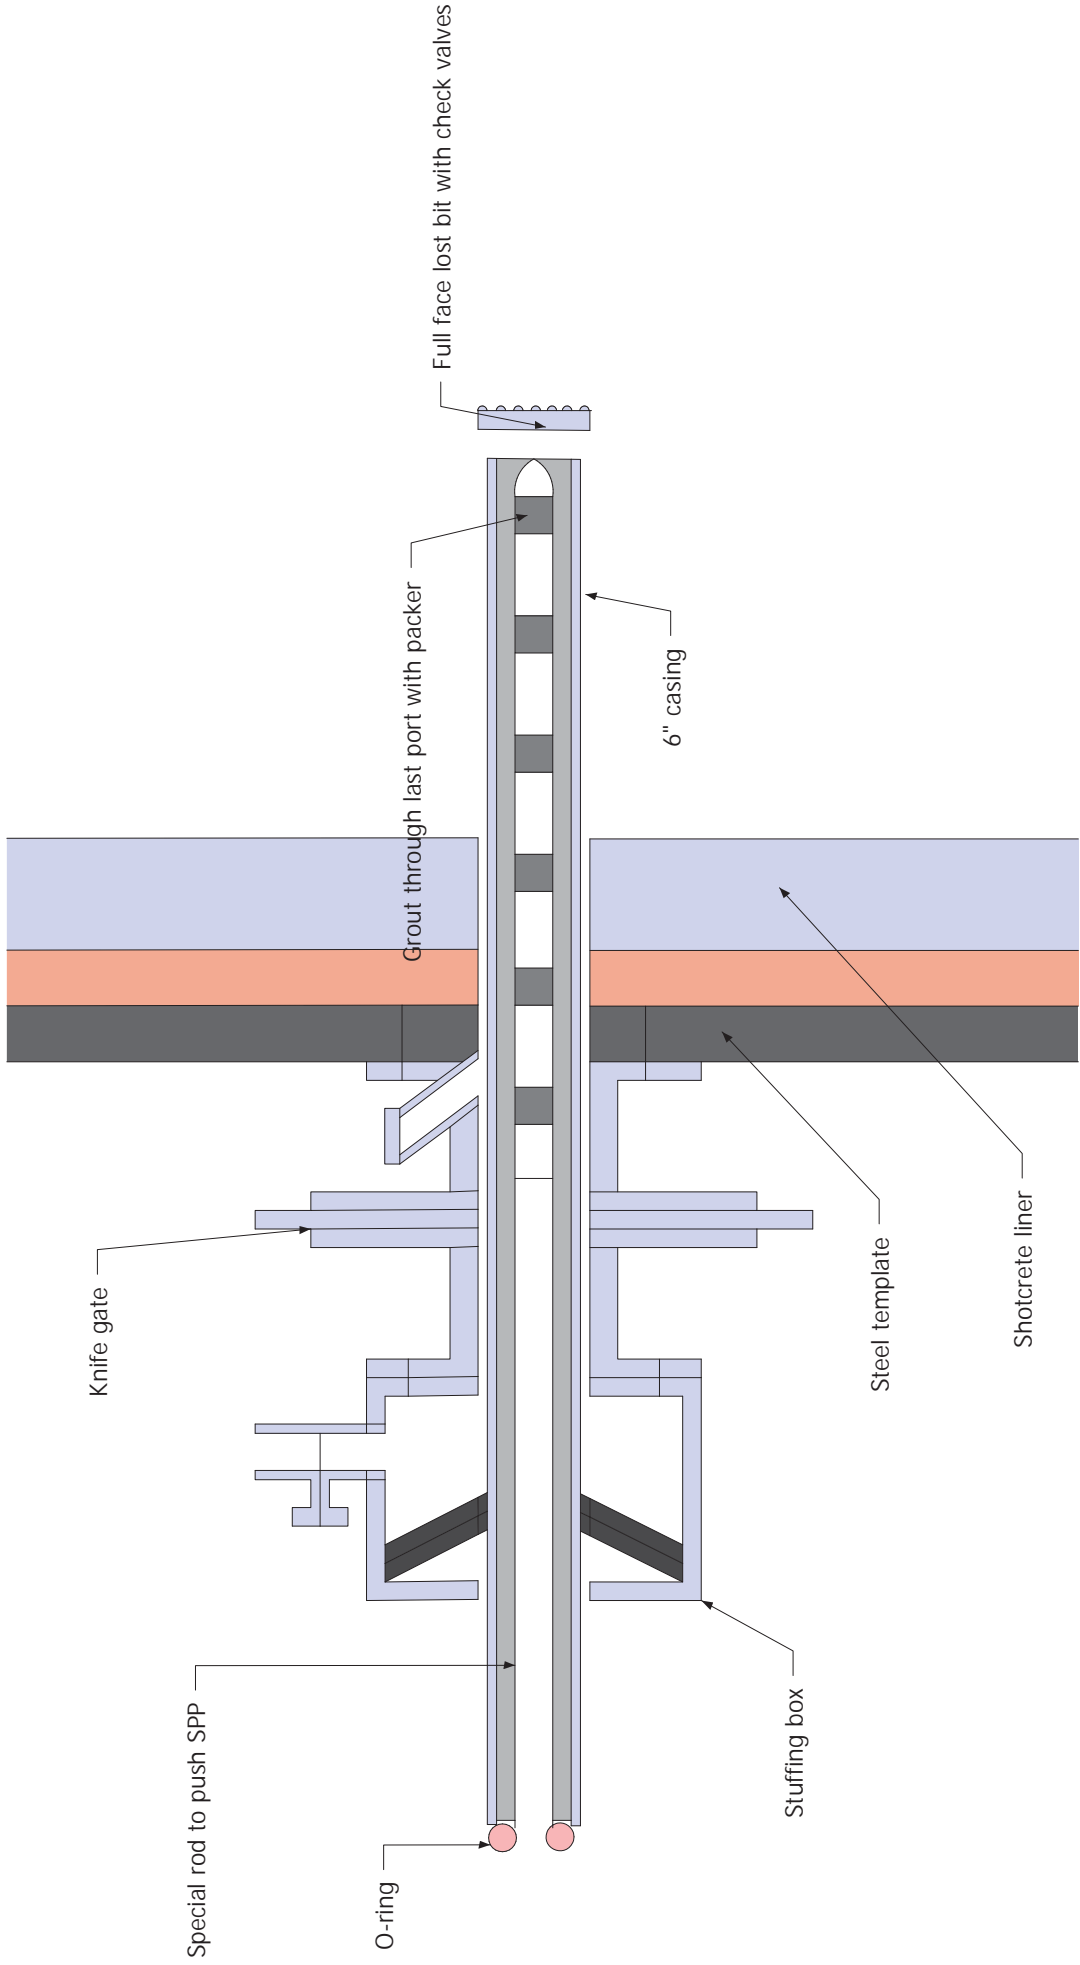 Special rod to push SPP
O-ring
Knife gate
Grout through last port with packer
Full face lost bit with check valves
6" casing
Stuffing box
Steel template
Shotcrete liner